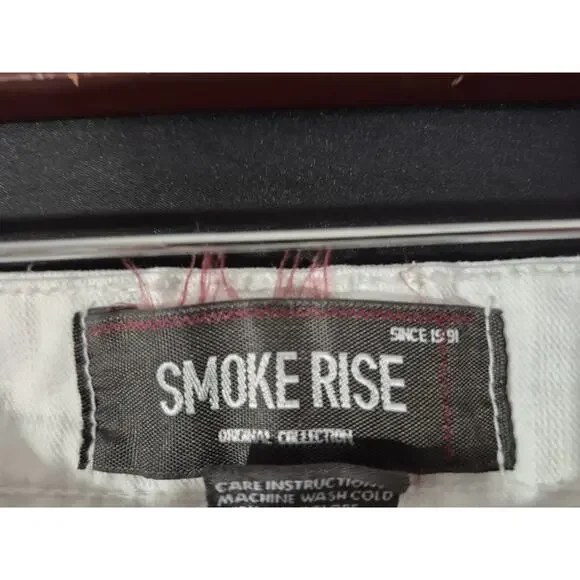 SINCE 1991
SMOKE RISE
ORIGINAL COLLECTION
CARE INSTRUCTION
MACHINE WASH COLD